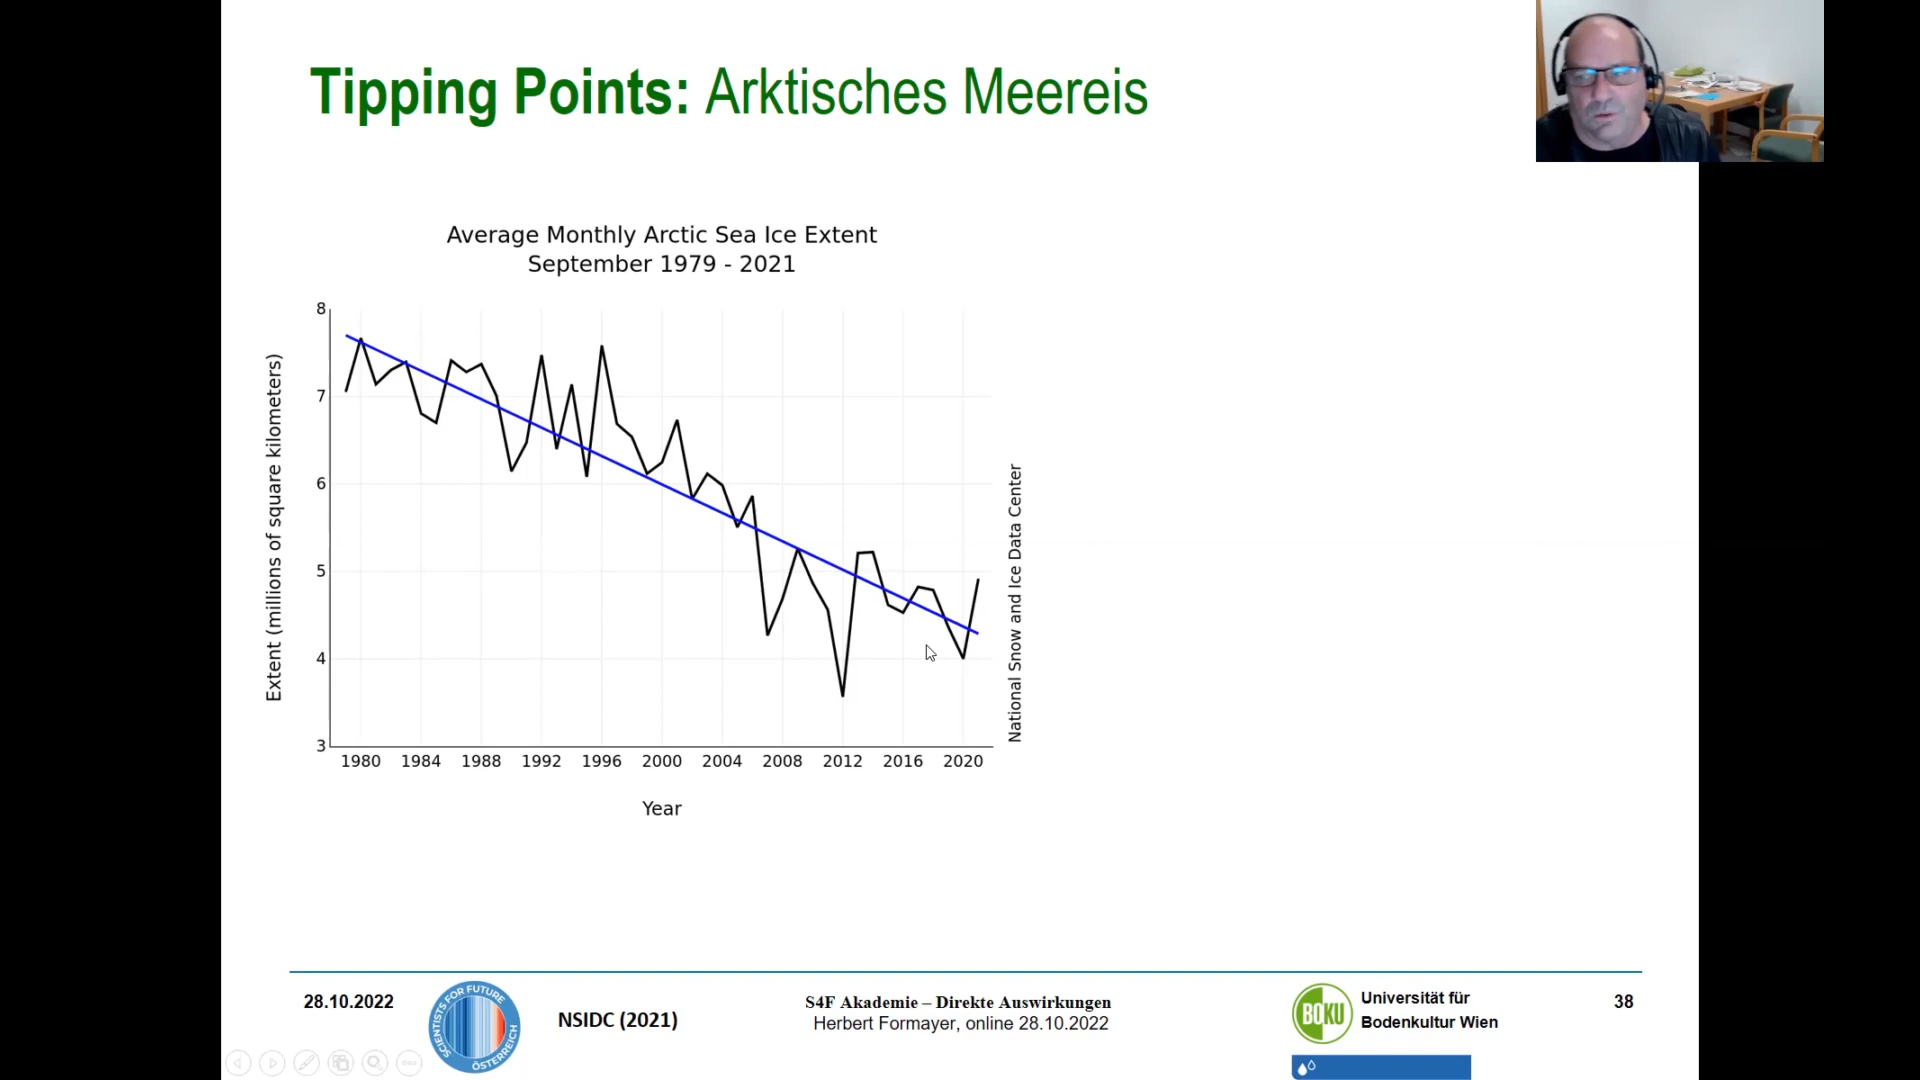 Tipping Points: Arktisches Meereis
Average Monthly Arctic Sea Ice Extent
September 1979 - 2021
Extent (millions of square kilometers)
8
7
6
5
4
3
1980 1984 1988 1992 1996 2000 2004 2008 2012 2016 2020
Year
National Snow and Ice Data Center
28.10.2022
SCIENTISTS FOR FUTURE
ÖSTERREICH
NSIDC (2021)
S4F Akademie – Direkte Auswirkungen
Herbert Formayer, online 28.10.2022
BOKU
Universität für
Bodenkultur Wien
38